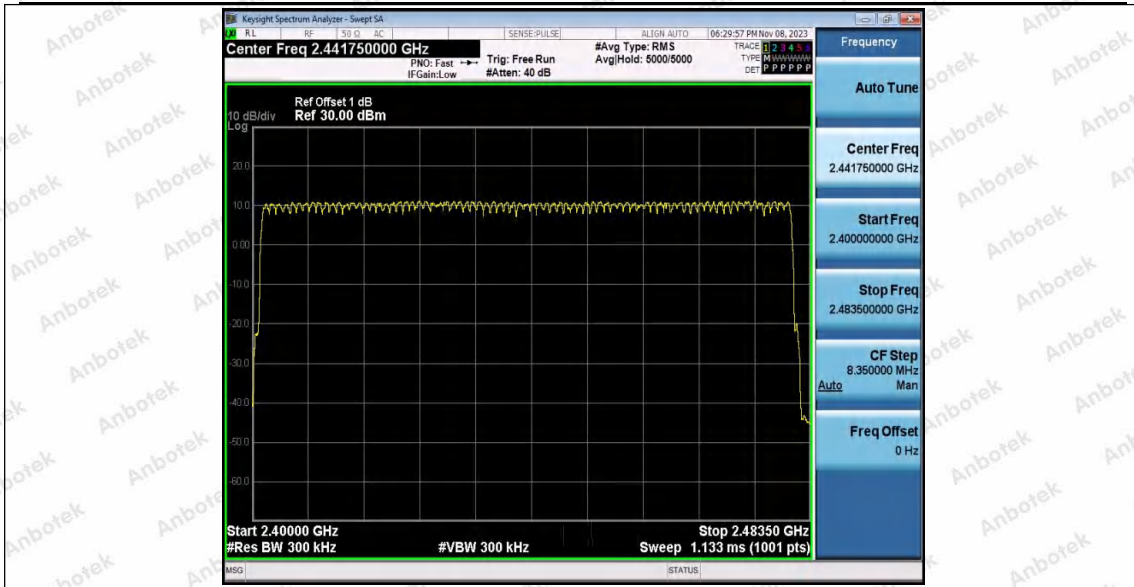 Keysight Spectrum Analyzer - Swept SA
RL RF 50 Ω AC SENSE:PULSE ALIGN AUTO 06:29:57 PM Nov 08, 2023
Center Freq 2.441750000 GHz
PNO: Fast
IFGain:Low
Trig: Free Run
#Atten: 40 dB
#Avg Type: RMS
Avg|Hold: 5000/5000
TRACE 1 2 3 4 5 6
TYPE M W W W W W
DET P P P P P P
Ref Offset 1 dB
10 dB/div Ref 30.00 dBm
Log
20.0
10.0
0.00
-10.0
-20.0
-30.0
-40.0
-50.0
-60.0
Start 2.40000 GHz Stop 2.48350 GHz
#Res BW 300 kHz #VBW 300 kHz Sweep 1.133 ms (1001 pts)
MSG STATUS
Frequency
Auto Tune
Center Freq
2.441750000 GHz
Start Freq
2.400000000 GHz
Stop Freq
2.483500000 GHz
CF Step
8.350000 MHz
Auto Man
Freq Offset
0 Hz
Anbotek